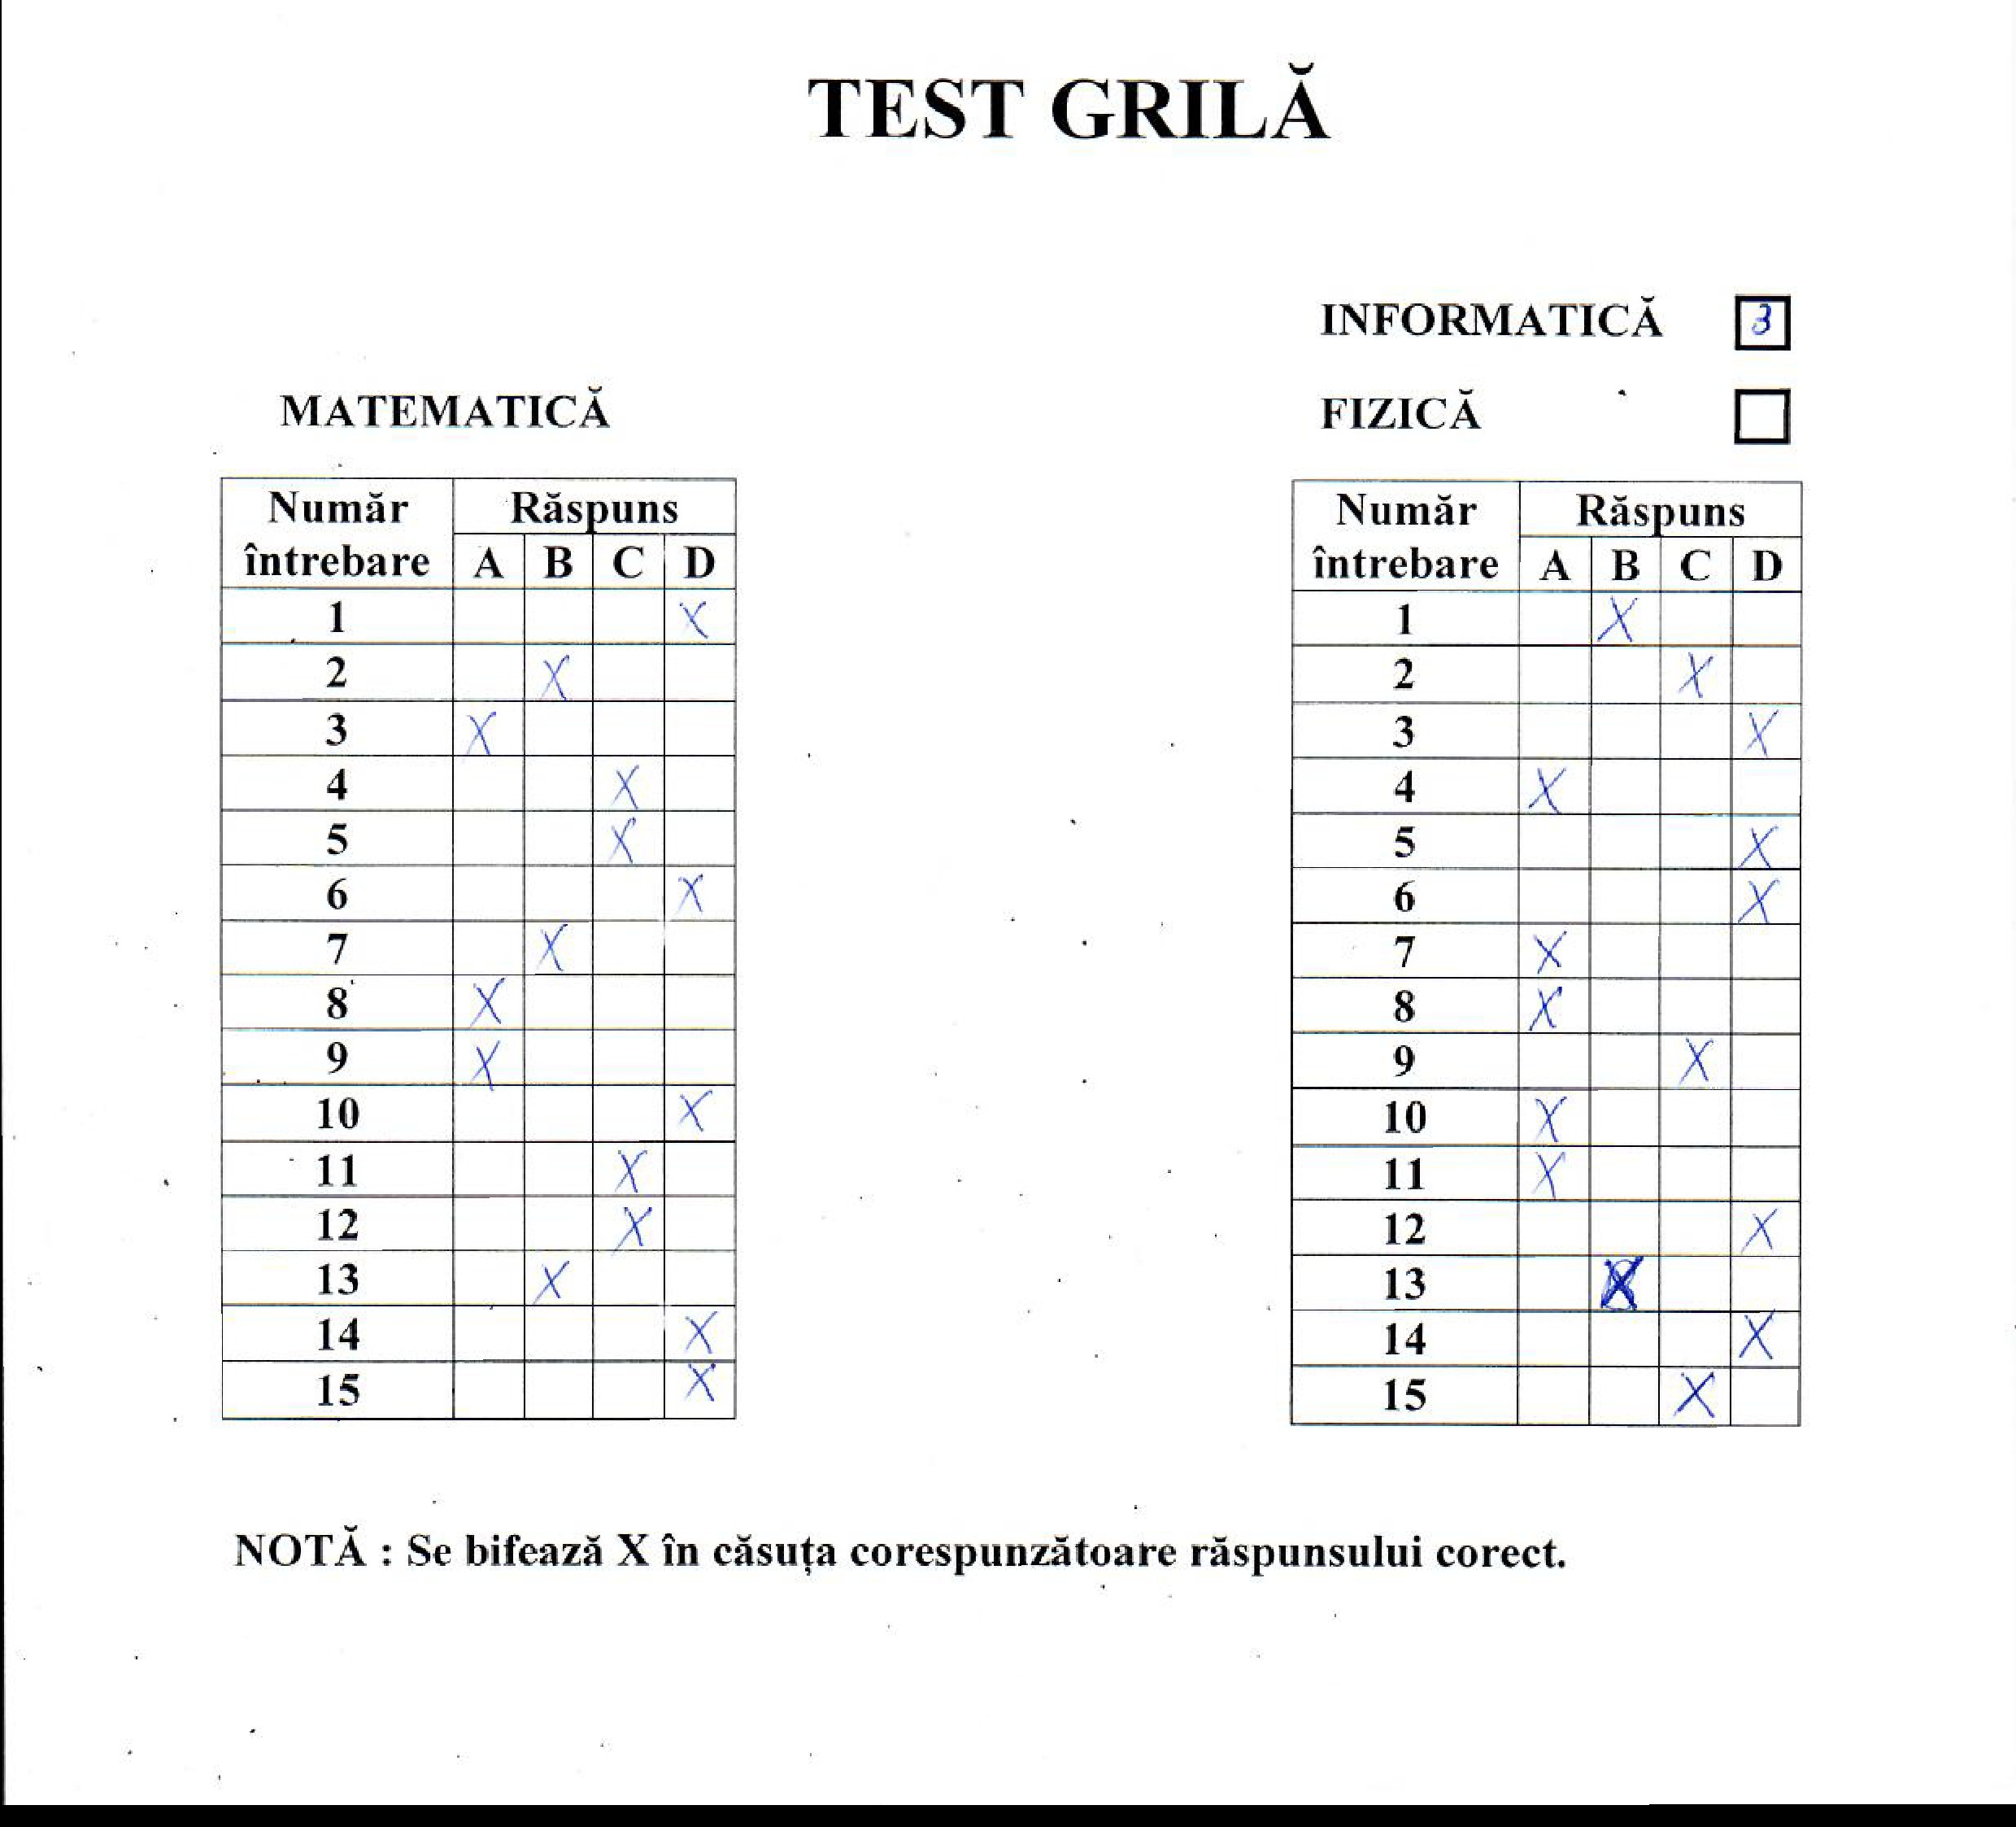 TEST GRILĂ
INFORMATICĂ 3
FIZICĂ
MATEMATICĂ
Număr întrebare Răspuns
A B C D
1 X
2 X
3 X
4 X
5 X
6 X
7 X
8 X
9 X
10 X
11 X
12 X
13 X
14 X
15 X
Număr întrebare Răspuns
A B C D
1 X
2 X
3 X
4 X
5 X
6 X
7 X
8 X
9 X
10 X
11 X
12 X
13 X
14 X
15 X
NOTĂ : Se bifează X în căsuța corespunzătoare răspunsului corect.